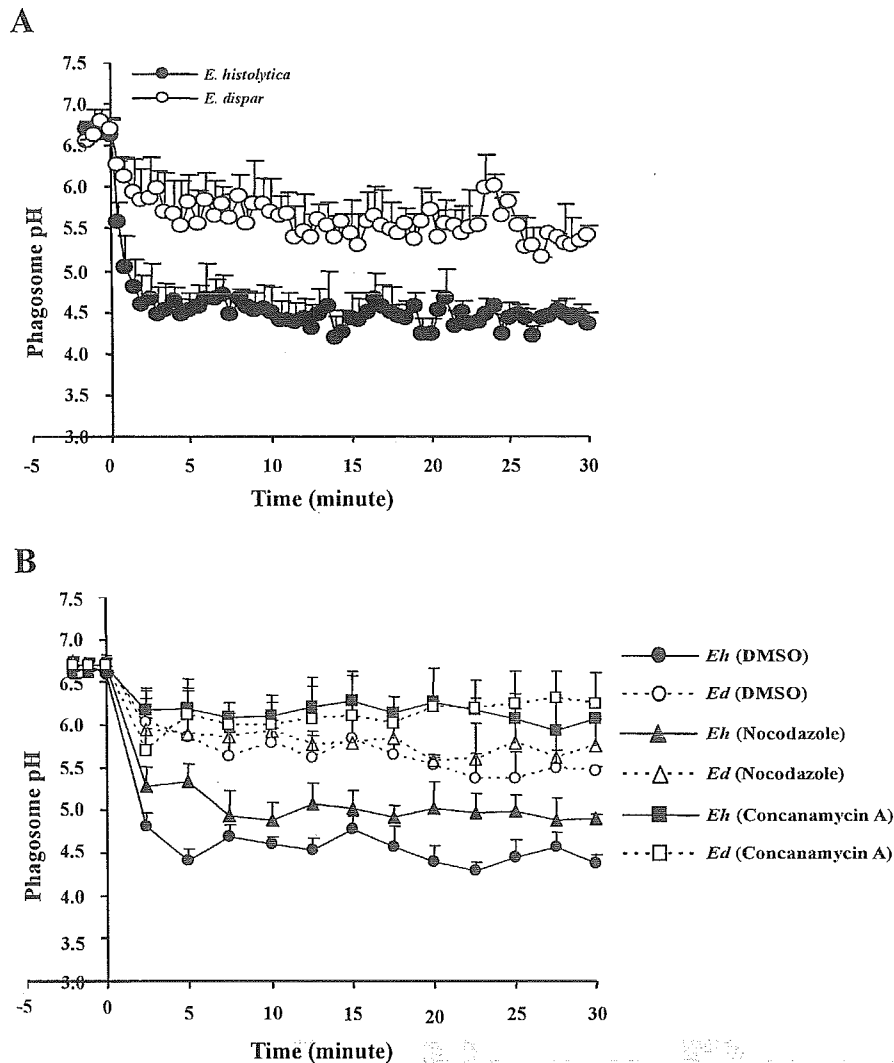 A
7.5
E. histolytica
E. dispar
7.0
6.5
6.0
5.5
5.0
4.5
4.0
3.5
3.0
Phagosome pH
-5 0 5 10 15 20 25 30
Time (minute)
B
7.5
7.0
6.5
6.0
5.5
5.0
4.5
4.0
3.5
3.0
Phagosome pH
-5 0 5 10 15 20 25 30
Time (minute)
Eh (DMSO)
Ed (DMSO)
Eh (Nocodazole)
Ed (Nocodazole)
Eh (Concanamycin A)
Ed (Concanamycin A)